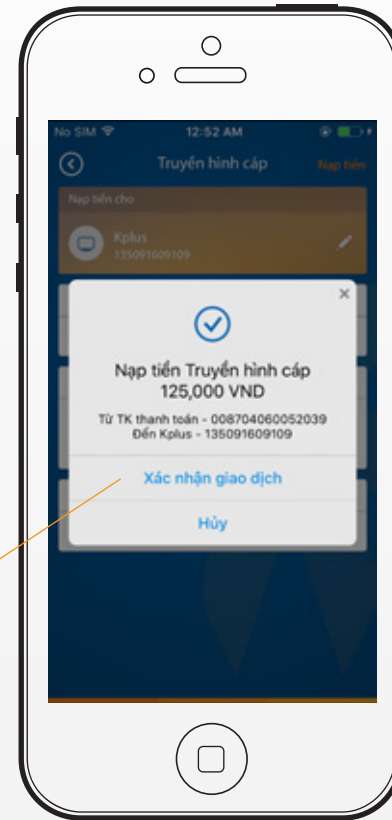 No SIM 12:52 AM
Truyền hình cáp Nạp tiền
Nạp tiền cho
Kplus
135091609109
Nạp tiền Truyền hình cáp
125,000 VND
Từ TK thanh toán - 008704060052039
Đến Kplus - 135091609109
Xác nhận giao dịch
Hủy